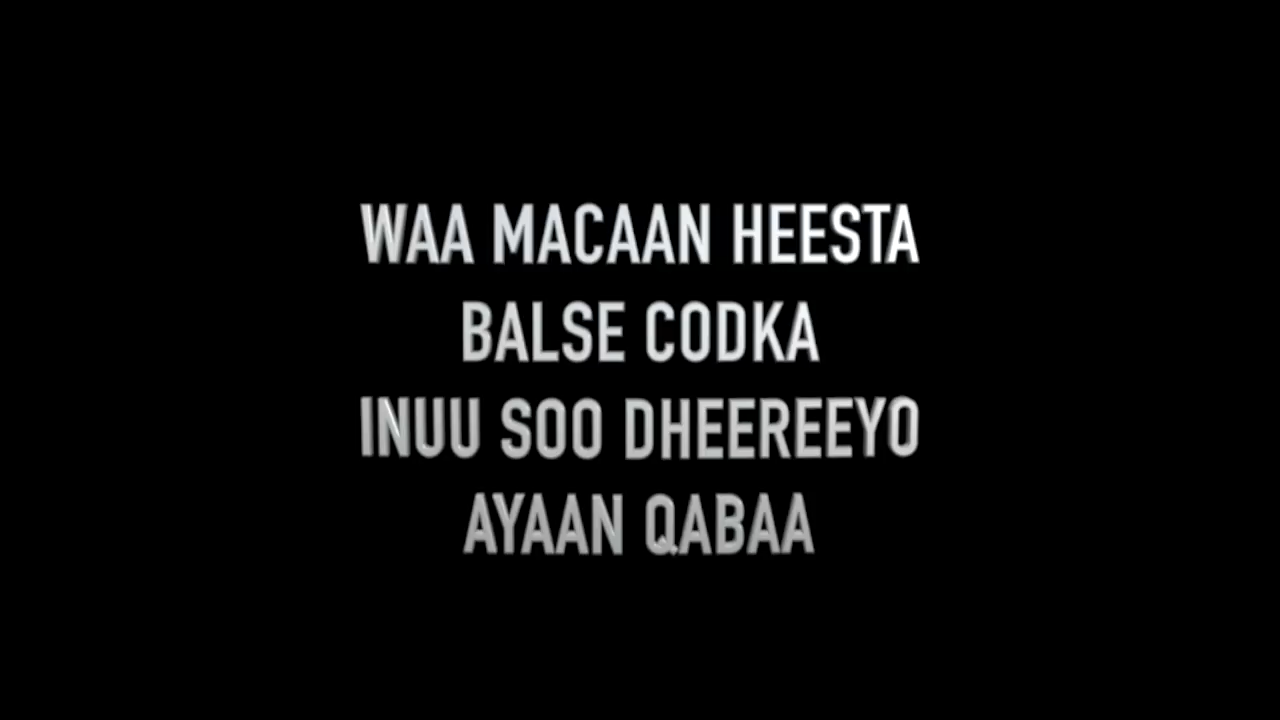 WAA MACAAN HEESTA
BALSE CODKA
INUU SOO DHEEREEYO
AYAAN QABAA